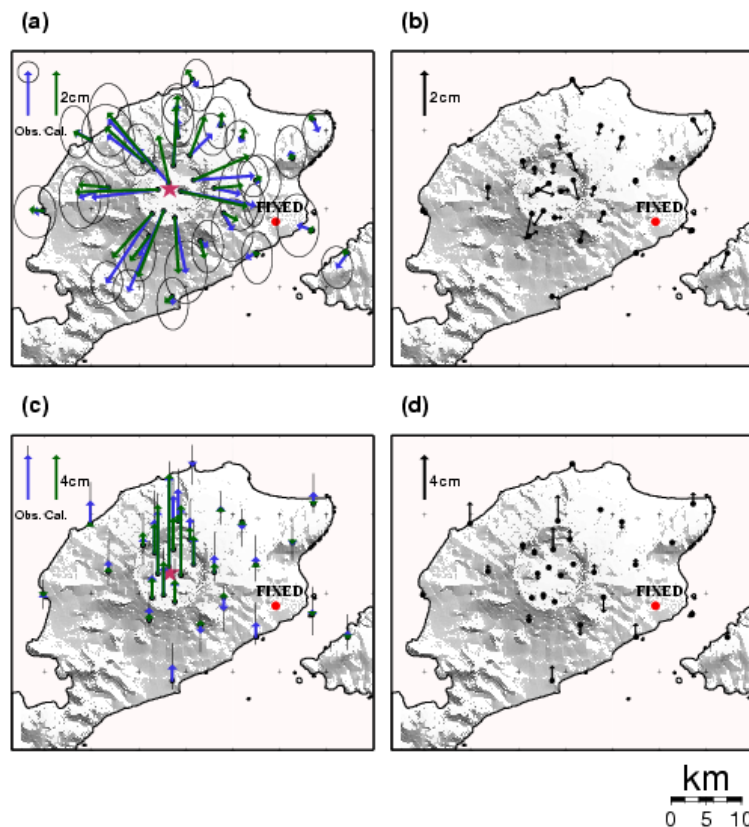 (a)
(b)
2cm
Obs. Cal.
FIXED
2cm
FIXED
(c)
(d)
4cm
Obs. Cal.
FIXED
4cm
FIXED
km
0 5 10